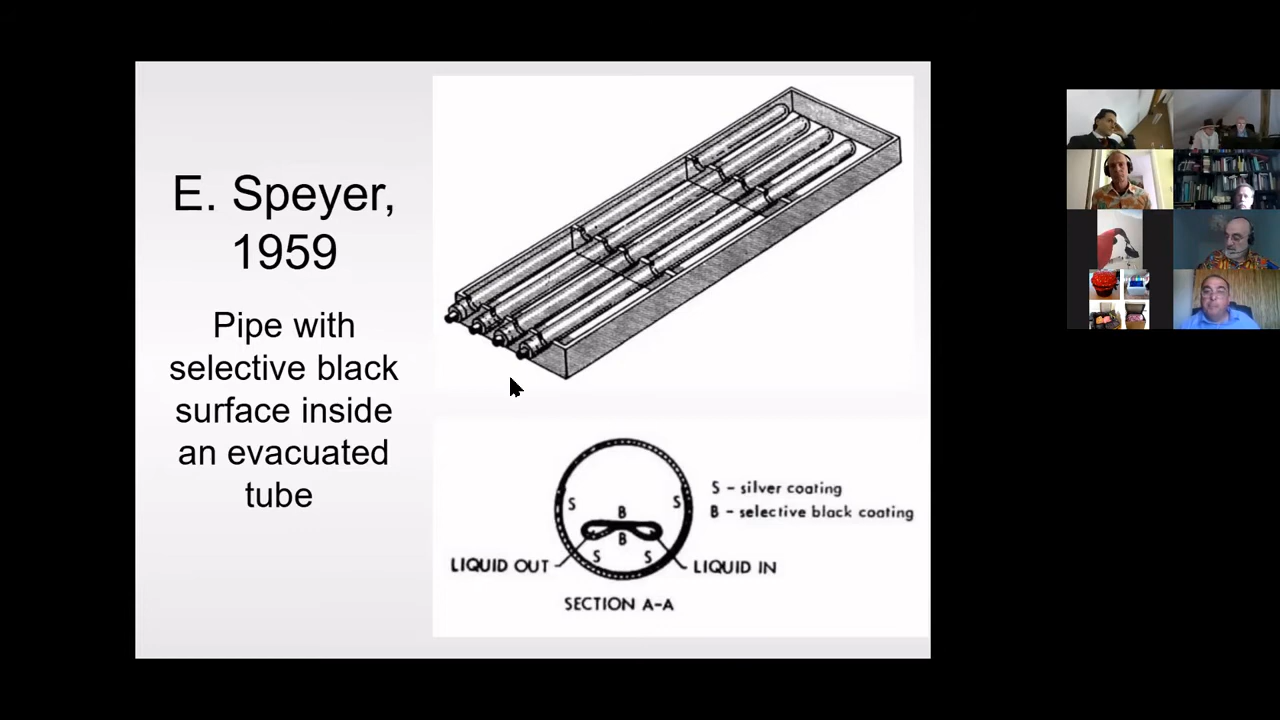 E. Speyer,
1959
Pipe with
selective black
surface inside
an evacuated
tube
S
S
B
B
S
S
S – silver coating
B – selective black coating
LIQUID OUT
LIQUID IN
SECTION A-A